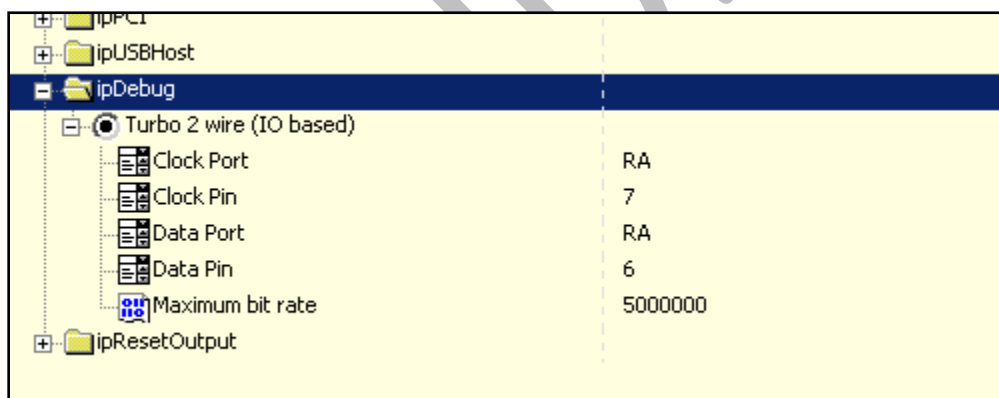 ipPCI
ipUSBHost
ipDebug
Turbo 2 wire (IO based)
Clock Port RA
Clock Pin 7
Data Port RA
Data Pin 6
Maximum bit rate 5000000
ipResetOutput